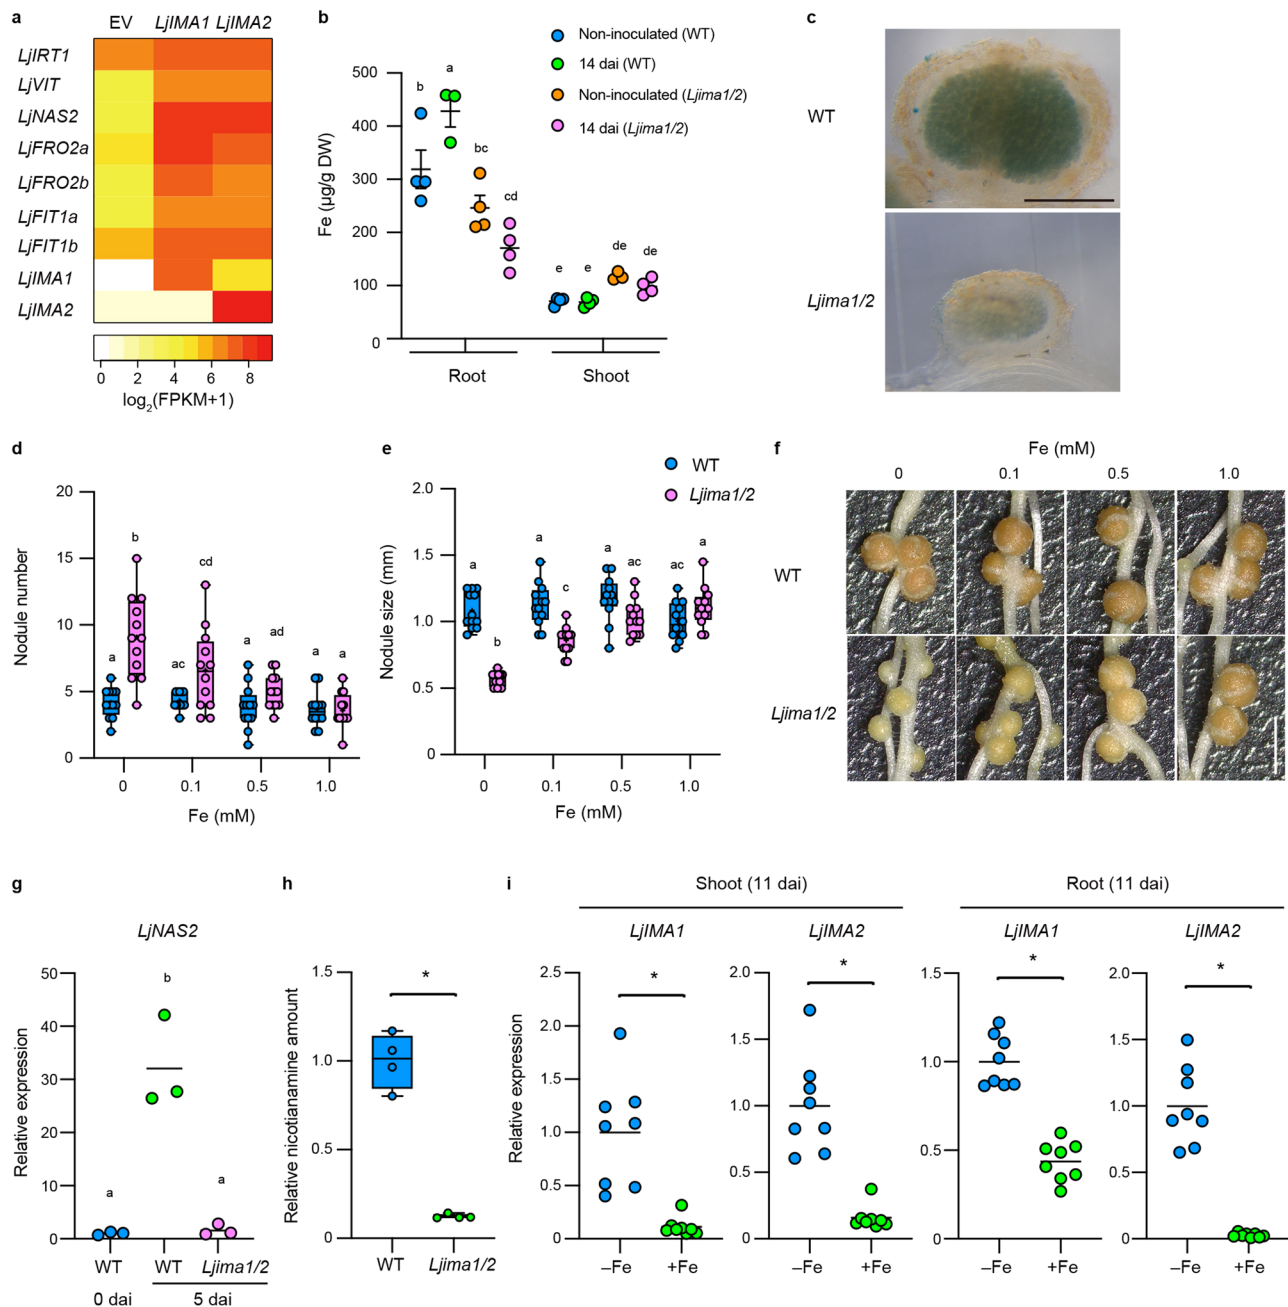 a
EV LjIMA1 LjIMA2
LjIRT1
LjVIT
LjNAS2
LjFRO2a
LjFRO2b
LjFIT1a
LjFIT1b
LjIMA1
LjIMA2
0 2 4 6 8
log2(FPKM+1)
b
Non-inoculated (WT)
14 dai (WT)
Non-inoculated (Ljima1/2)
14 dai (Ljima1/2)
Fe (µg/g DW)
500
400
300
200
100
0
b a bc cd e e de de
Root Shoot
c
WT
Ljima1/2
d
Nodule number
20
15
10
5
0
a b ac cd a ad a a
0 0.1 0.5 1.0
Fe (mM)
e
WT
Ljima1/2
Nodule size (mm)
2.0
1.5
1.0
0.5
0
a b a c a ac ac a
0 0.1 0.5 1.0
Fe (mM)
f
Fe (mM)
0 0.1 0.5 1.0
WT
Ljima1/2
g
LjNAS2
Relative expression
50
40
30
20
10
0
a b a
WT WT Ljima1/2
0 dai 5 dai
h
Relative nicotianamine amount
1.5
1.0
0.5
0
*
WT Ljima1/2
i
Shoot (11 dai)
Root (11 dai)
Relative expression
LjIMA1
2.5
2.0
1.5
1.0
0.5
0
*
–Fe +Fe
LjIMA2
2.0
1.5
1.0
0.5
0
*
–Fe +Fe
LjIMA1
1.5
1.0
0.5
0
*
–Fe +Fe
LjIMA2
2.0
1.5
1.0
0.5
0
*
–Fe +Fe